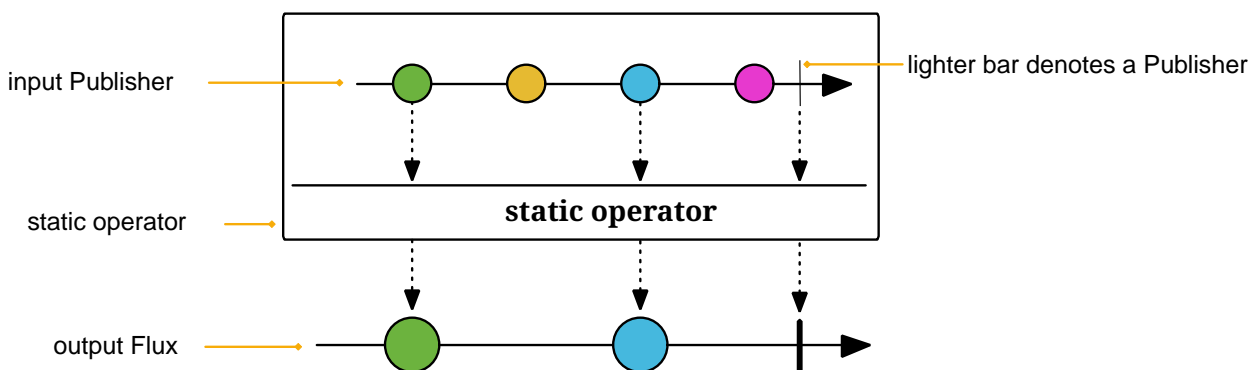 input Publisher
lighter bar denotes a Publisher
static operator
static operator
output Flux